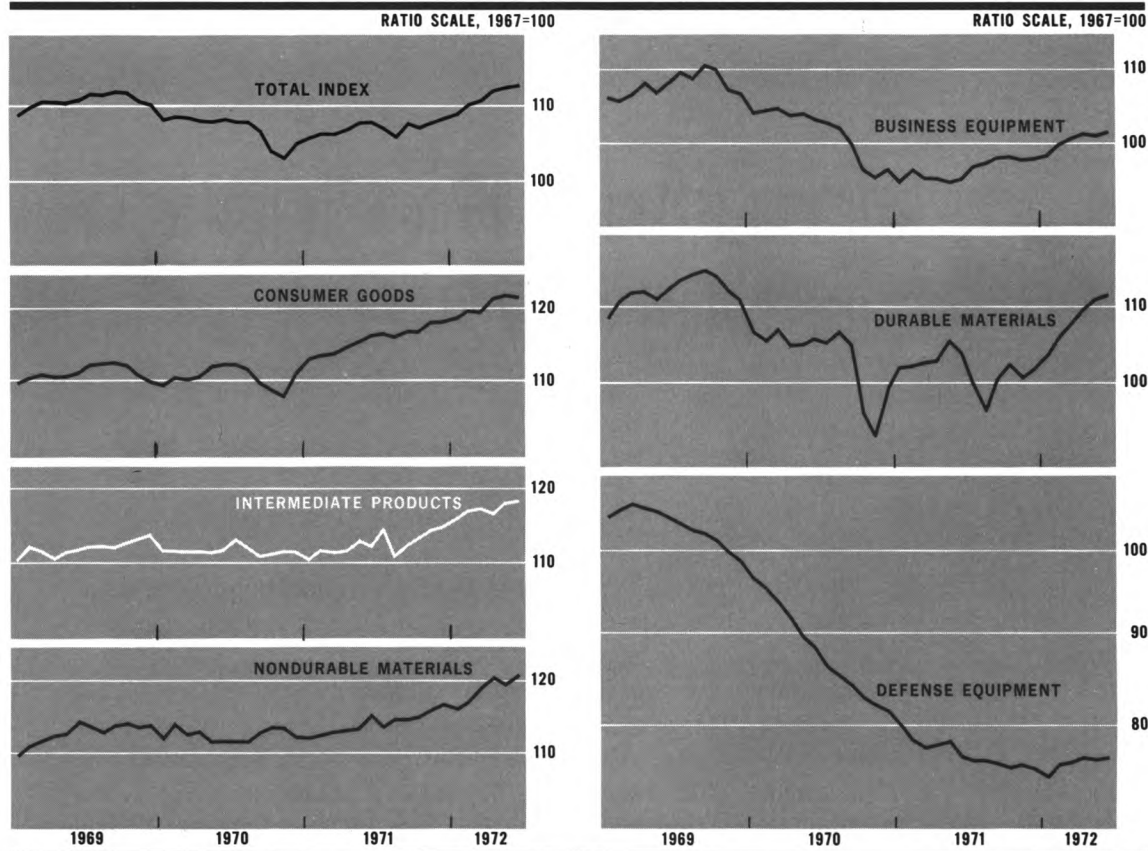 RATIO SCALE, 1967=100
TOTAL INDEX
110
100
CONSUMER GOODS
120
110
INTERMEDIATE PRODUCTS
120
110
NONDURABLE MATERIALS
120
110
1969 1970 1971 1972
RATIO SCALE, 1967=100
110
BUSINESS EQUIPMENT
100
110
DURABLE MATERIALS
100
100
90
DEFENSE EQUIPMENT
80
1969 1970 1971 1972